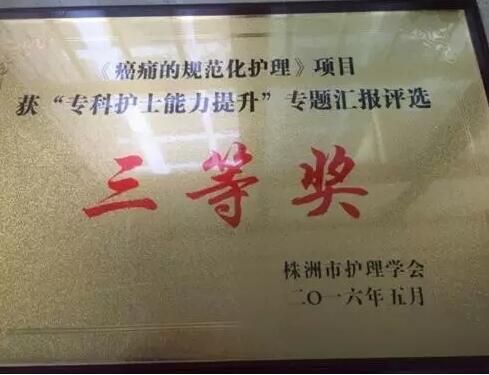 《癌痛的规范化护理》项目
获“专科护士能力提升”专题汇报评选
三等奖
株洲市护理学会
二〇一六年五月